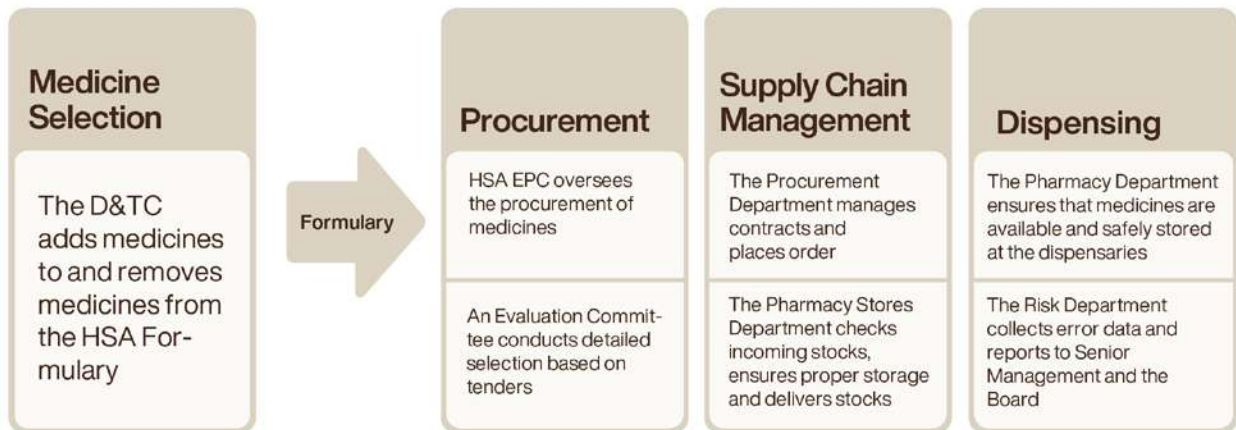 Medicine
Selection
The D&TC
adds medicines
to and removes
medicines from
the HSA For-
mulary
Formulary
Procurement
HSA EPC oversees
the procurement of
medicines
An Evaluation Commit-
tee conducts detailed
selection based on
tenders
Supply Chain
Management
The Procurement
Department manages
contracts and
places order
The Pharmacy Stores
Department checks
incoming stocks,
ensures proper storage
and delivers stocks
Dispensing
The Pharmacy Department
ensures that medicines are
available and safely stored
at the dispensaries
The Risk Department
collects error data and
reports to Senior
Management and the
Board